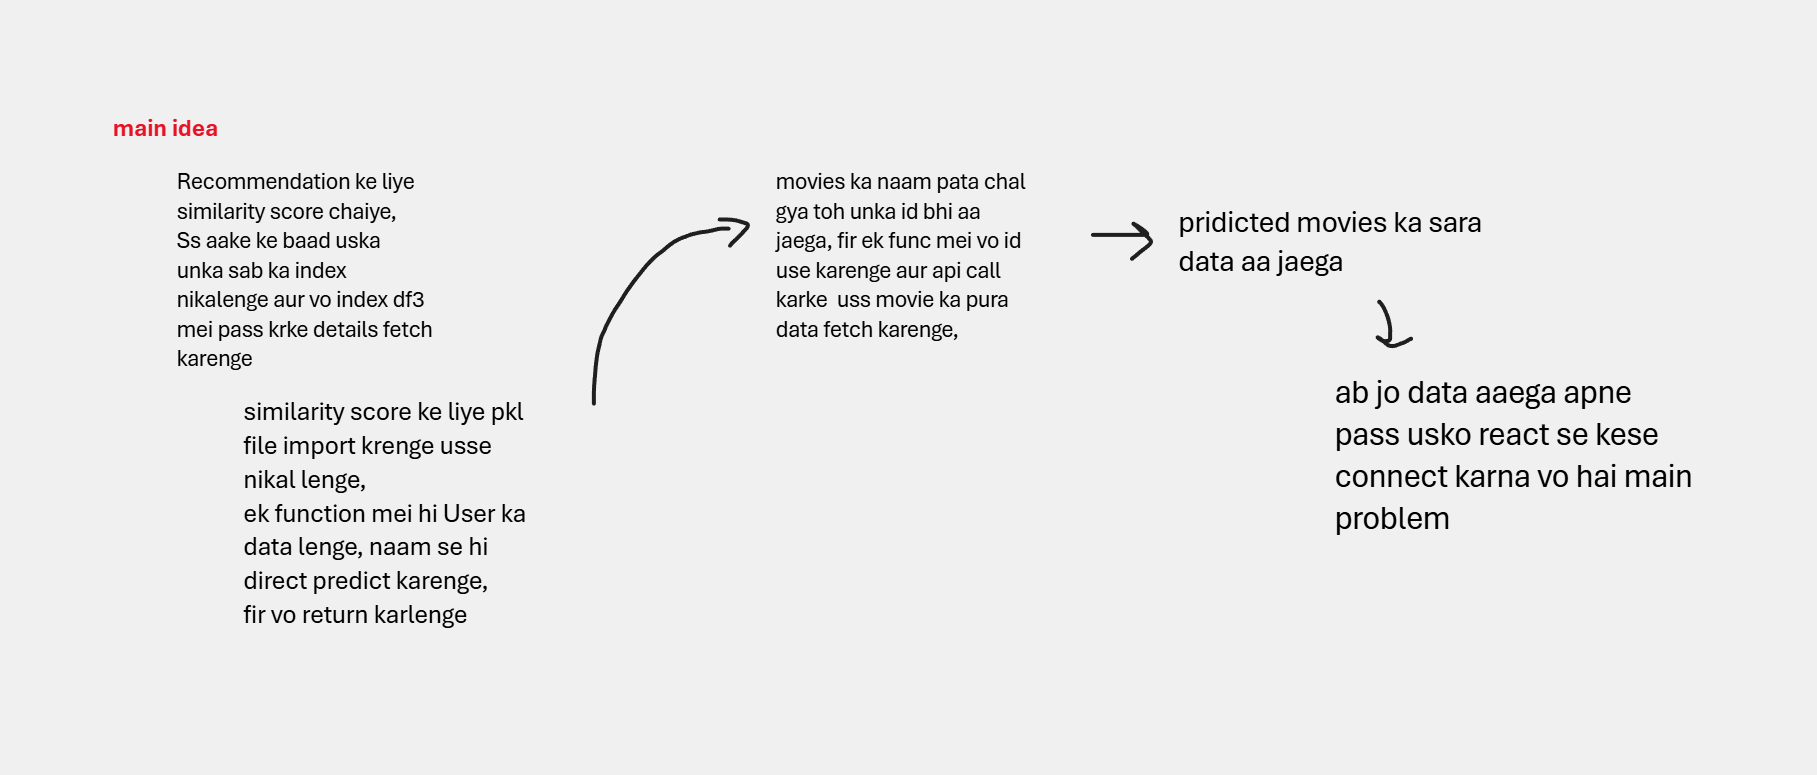 main idea
Recommendation ke liye
similarity score chaiye,
Ss aake ke baad uska
unka sab ka index
nikalenge aur vo index df3
mei pass krke details fetch
karenge
similarity score ke liye pkl
file import krenge usse
nikal lenge,
ek function mei hi User ka
data lenge, naam se hi
direct predict karenge,
fir vo return karlenge
movies ka naam pata chal
gya toh unka id bhi aa
jaega, fir ek func mei vo id
use karenge aur api call
karke  uss movie ka pura
data fetch karenge,
pridicted movies ka sara
data aa jaega
ab jo data aaega apne
pass usko react se kese
connect karna vo hai main
problem